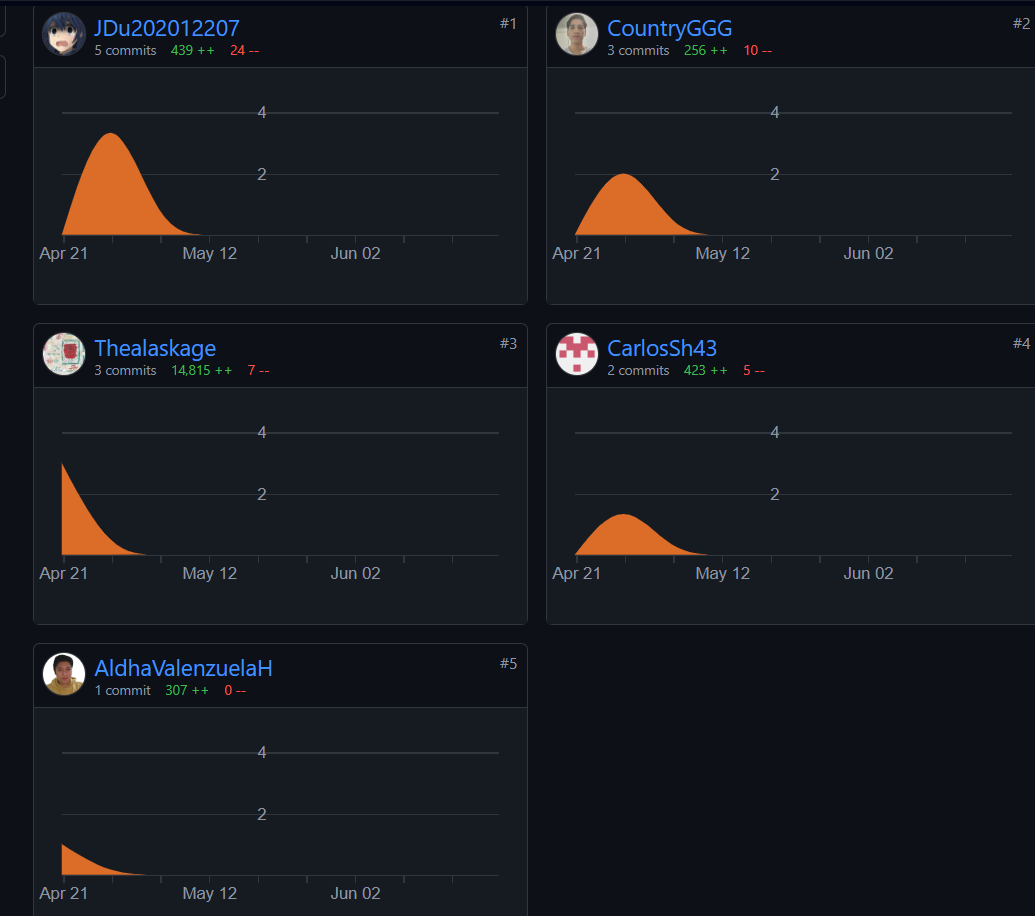 JDu202012207 #1
5 commits 439 ++ 24 --
4
2
Apr 21 May 12 Jun 02
CountryGGG #2
3 commits 256 ++ 10 --
4
2
Apr 21 May 12 Jun 02
Thealaskage #3
3 commits 14,815 ++ 7 --
4
2
Apr 21 May 12 Jun 02
CarlosSh43 #4
2 commits 423 ++ 5 --
4
2
Apr 21 May 12 Jun 02
AldhaValenzuelaH #5
1 commit 307 ++ 0 --
4
2
Apr 21 May 12 Jun 02